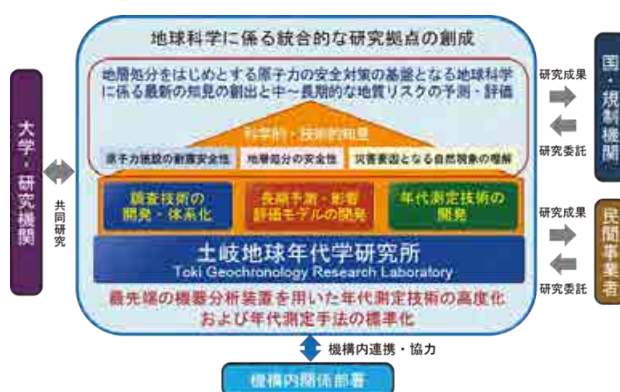 地球科学に係る統合的な研究拠点の創成
地層処分をはじめとする原子力の安全対策の基盤となる地球科学
に係る最新の知見の創出と中〜長期的な地質リスクの予測・評価
科学的・技術的知見
原子力施設の耐震安全性
地層処分の安全性
災害要因となる自然現象の理解
調査技術の
開発・体系化
長期予測・影響
評価モデルの開発
年代測定技術の
開発
土岐地球年代学研究所
Toki Geochronology Research Laboratory
最先端の機器分析装置を用いた年代測定技術の高度化
および年代測定手法の標準化
大学・研究機関
共同研究
研究成果
研究委託
国・規制機関
研究成果
研究委託
民間事業者
機構内連携・協力
機構内関係部署